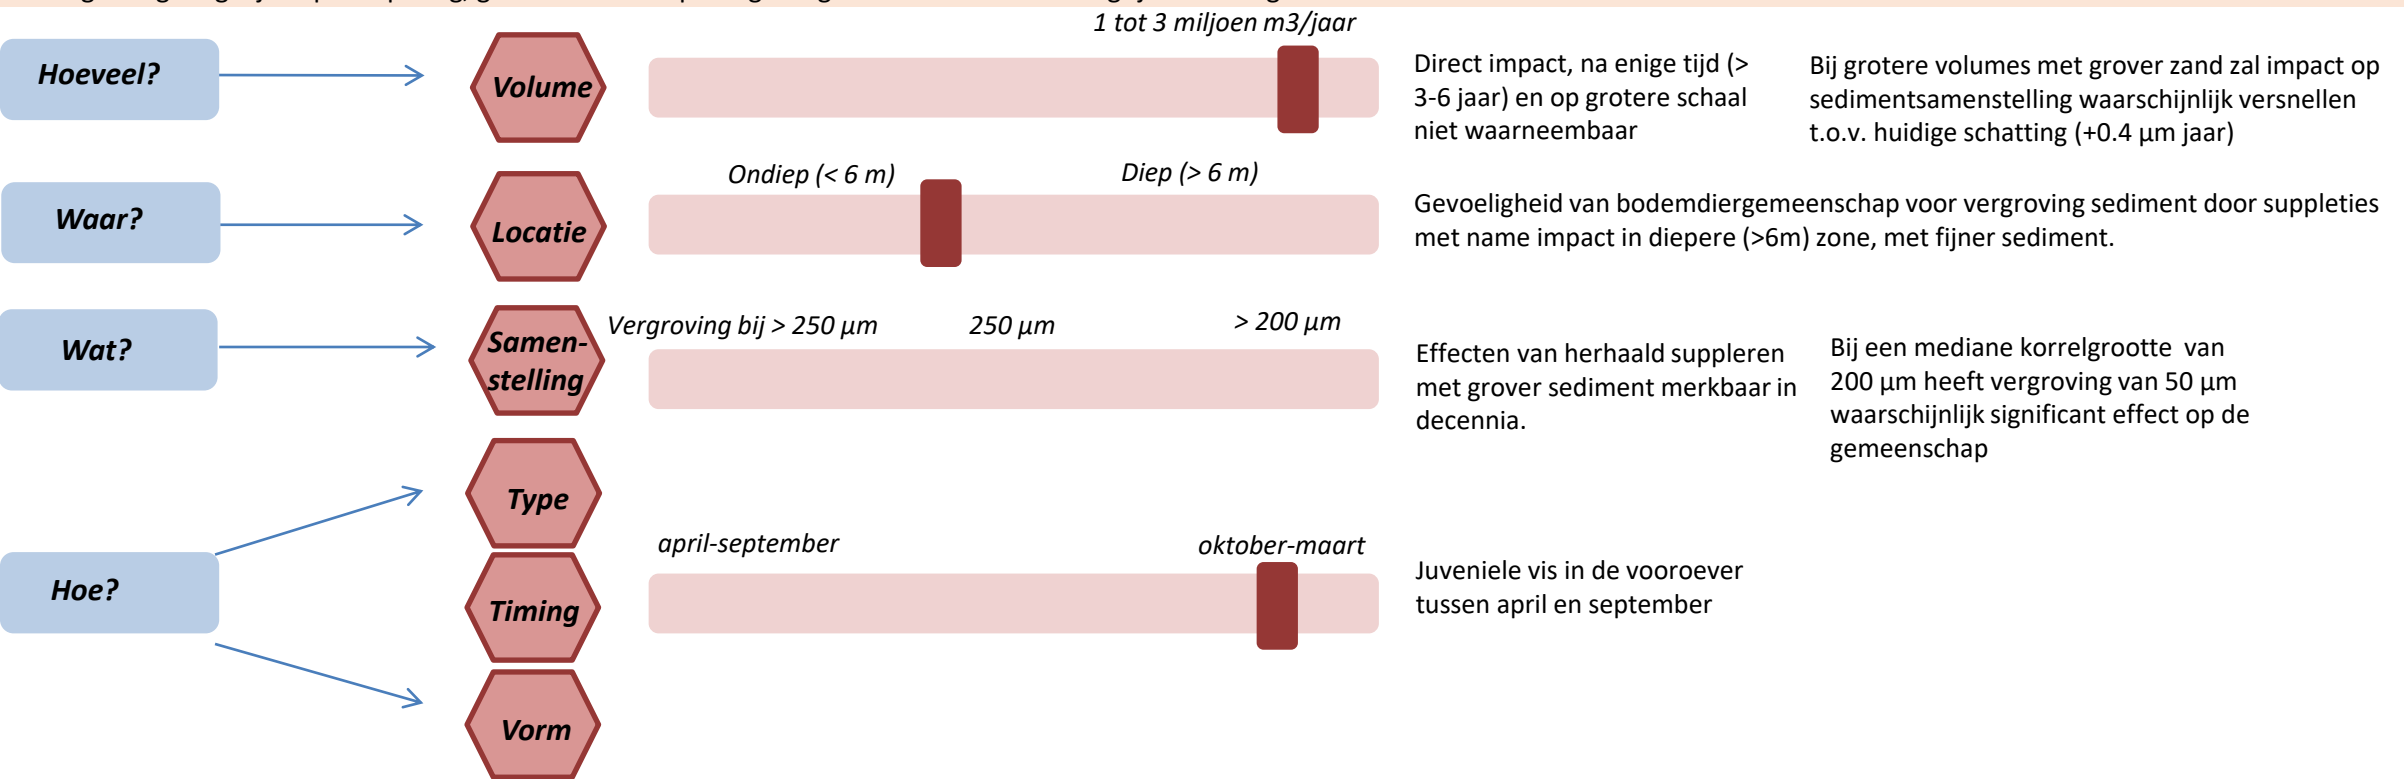 1 tot 3 miljoen m3/jaar
Hoeveel?
Volume
Direct impact, na enige tijd (>
3-6 jaar) en op grotere schaal
niet waarneembaar
Bij grotere volumes met grover zand zal impact op
sedimentsamenstelling waarschijnlijk versnellen
t.o.v. huidige schatting (+0.4 µm jaar)
Waar?
Locatie
Ondiep (< 6 m)
Diep (> 6 m)
Gevoeligheid van bodemdiergemeenschap voor vergroving sediment door suppleties
met name impact in diepere (>6m) zone, met fijner sediment.
Wat?
Samen-
stelling
Vergroving bij > 250 µm
250 µm
> 200 µm
Effecten van herhaald suppleren
met grover sediment merkbaar in
decennia.
Bij een mediane korrelgrootte van
200 µm heeft vergroving van 50 µm
waarschijnlijk significant effect op de
gemeenschap
Hoe?
Type
Timing
april-september
oktober-maart
Juveniele vis in de vooroever
tussen april en september
Vorm